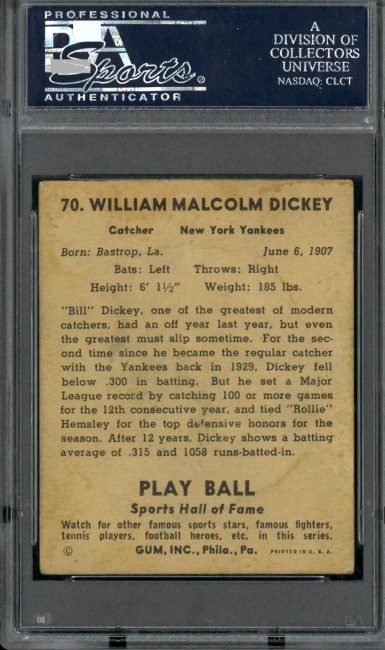 PROFESSIONAL
PSA
Sports
AUTHENTICATOR
A
DIVISION OF
COLLECTORS
UNIVERSE
NASDAQ: CLCT
70. WILLIAM MALCOLM DICKEY
Catcher New York Yankees
Born: Bastrop, La. June 6, 1907
Bats: Left Throws: Right
Height: 6' 1½" Weight: 185 lbs.
"Bill" Dickey, one of the greatest of modern
catchers, had an off year last year, but even
the greatest must slip sometime. For the sec-
ond time since he became the regular catcher
with the Yankees back in 1929, Dickey fell
below .300 in batting. But he set a Major
League record by catching 100 or more games
for the 12th consecutive year, and tied "Rollie"
Hemsley for the top defensive honors for the
season. After 12 years, Dickey shows a batting
average of .315 and 1058 runs-batted-in.
PLAY BALL
Sports Hall of Fame
Watch for other famous sports stars, famous fighters,
tennis players, football heroes, etc. in this series.
© GUM, INC., Phila., Pa. PRINTED IN U. S. A.